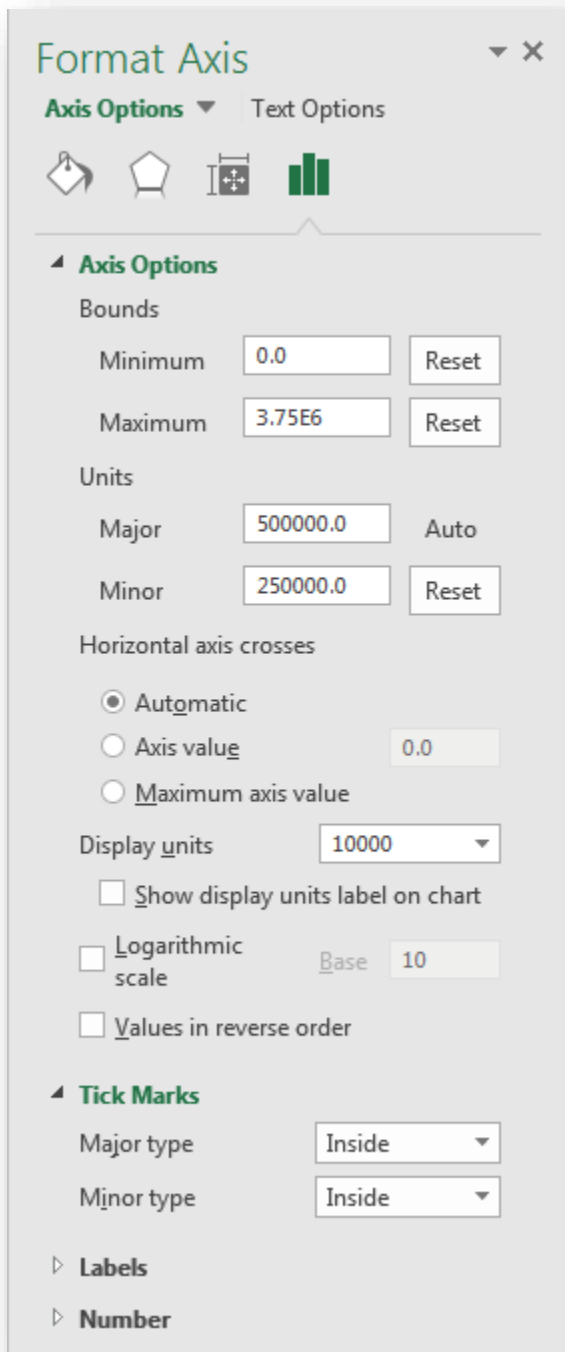 Format Axis
Axis Options Text Options
Axis Options
Bounds
Minimum 0.0 Reset
Maximum 3.75E6 Reset
Units
Major 500000.0 Auto
Minor 250000.0 Reset
Horizontal axis crosses
Automatic
Axis value 0.0
Maximum axis value
Display units 10000
Show display units label on chart
Logarithmic
scale Base 10
Values in reverse order
Tick Marks
Major type Inside
Minor type Inside
Labels
Number